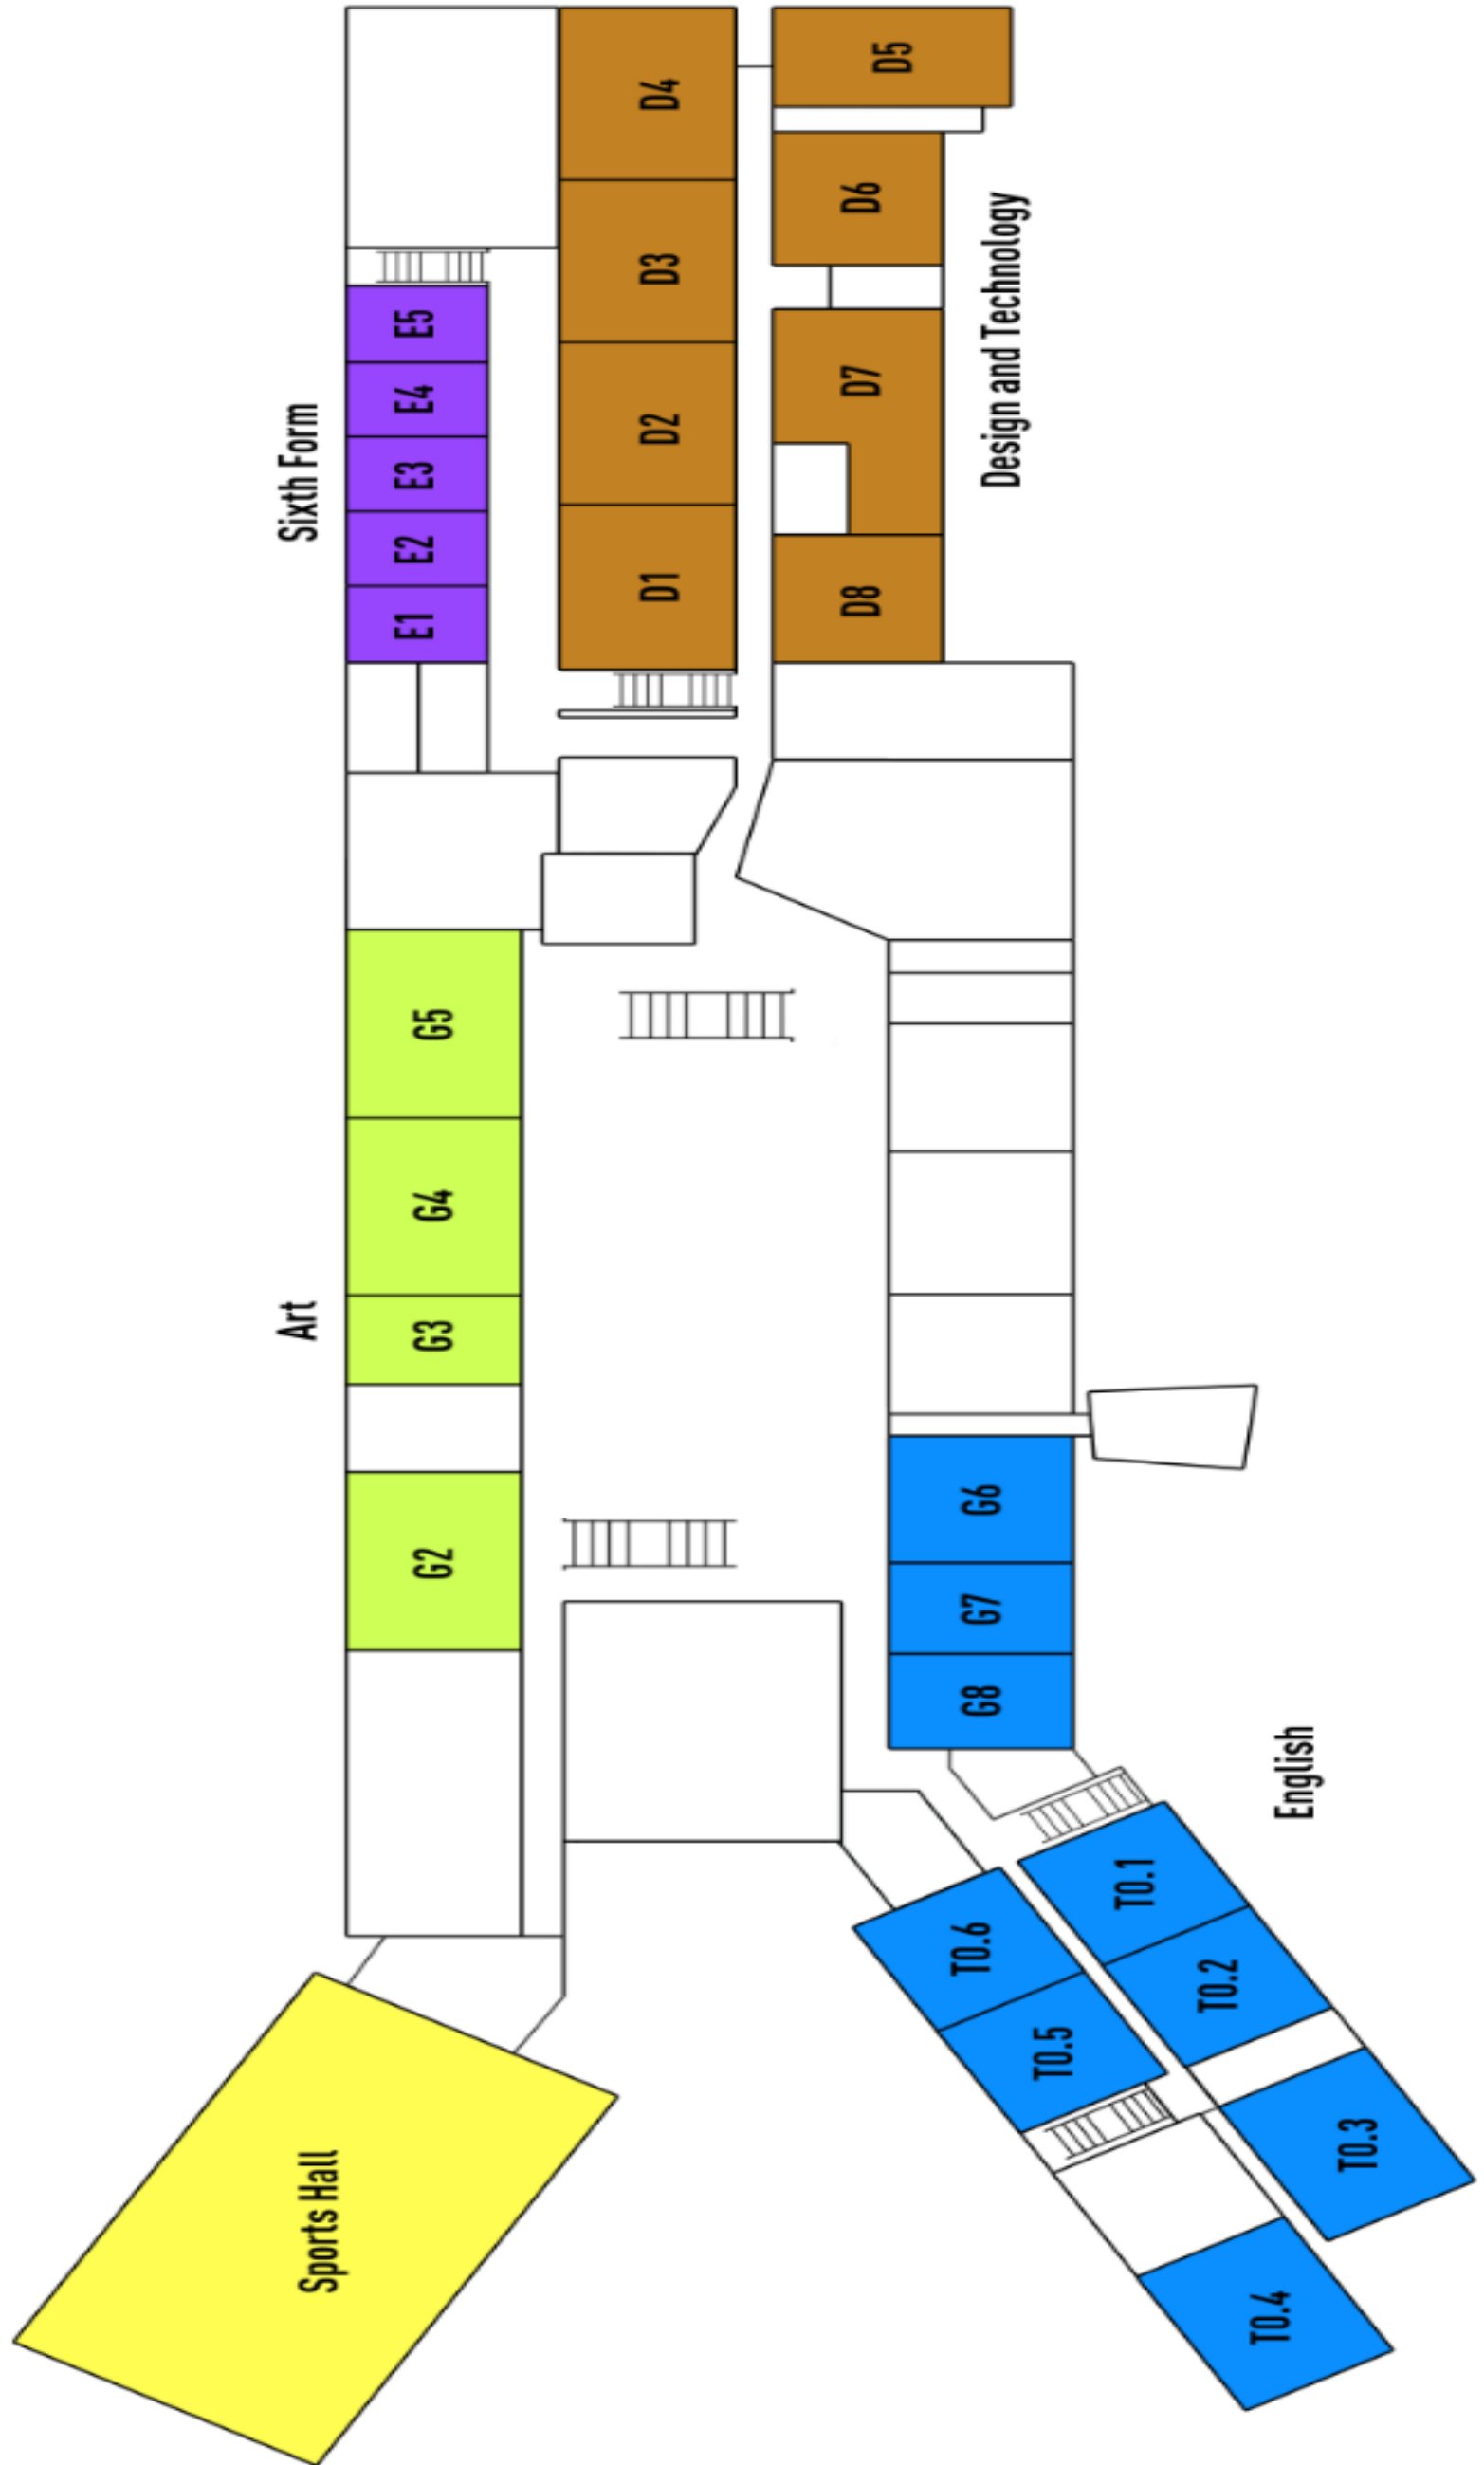 Sixth Form
E1
E2
E3
E4
E5
D1
D2
D3
D4
D5
D6
D7
D8
Design and Technology
Art
G2
G3
G4
G5
G6
G7
G8
English
T0.1
T0.2
T0.3
T0.4
T0.5
T0.6
Sports Hall